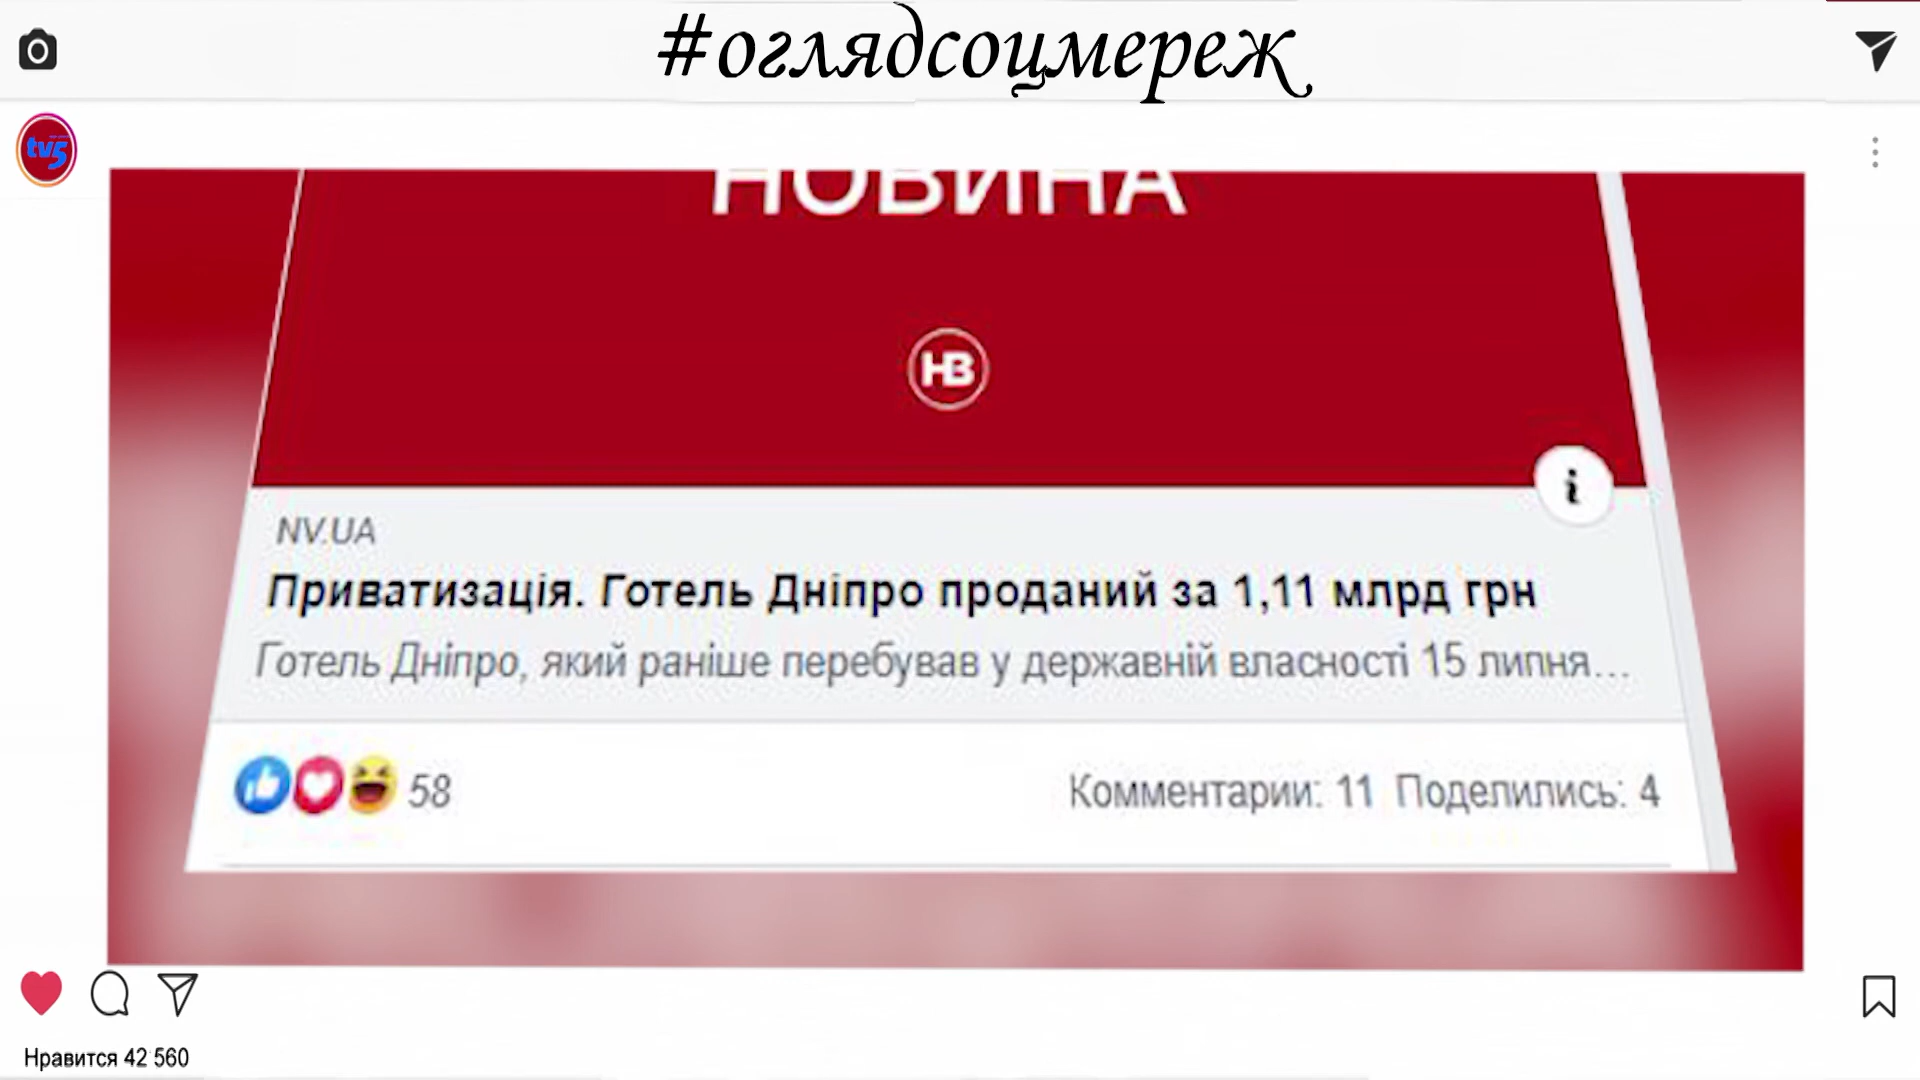 #оглядсоцмереж
tv5
НОВИНА
НВ
i
NV.UA
Приватизація. Готель Дніпро проданий за 1,11 млрд грн
Готель Дніпро, який раніше перебував у державній власності 15 липня...
58 Комментарии: 11 Поделились: 4
Нравится 42 560